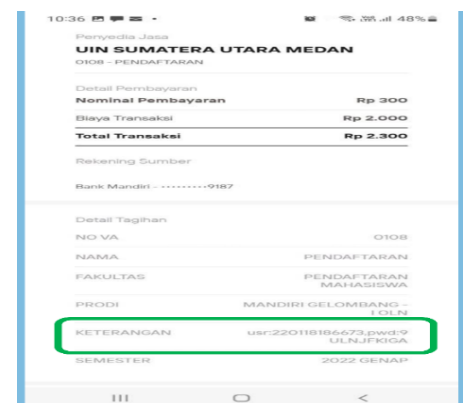 10:36
48%
Penyedia Jasa
UIN SUMATERA UTARA MEDAN
0108 - PENDAFTARAN
Detail Pembayaran
Nominal Pembayaran Rp 300
Biaya Transaksi Rp 2.000
Total Transaksi Rp 2.300
Rekening Sumber
Bank Mandiri - ---------9187
Detail Tagihan
NO VA 0108
NAMA PENDAFTARAN
FAKULTAS PENDAFTARAN
MAHASISWA
PRODI MANDIRI GELOMBANG -
I OLN
KETERANGAN usr:220118186673,pwd:9
ULNJFKIGA
SEMESTER 2022 GENAP